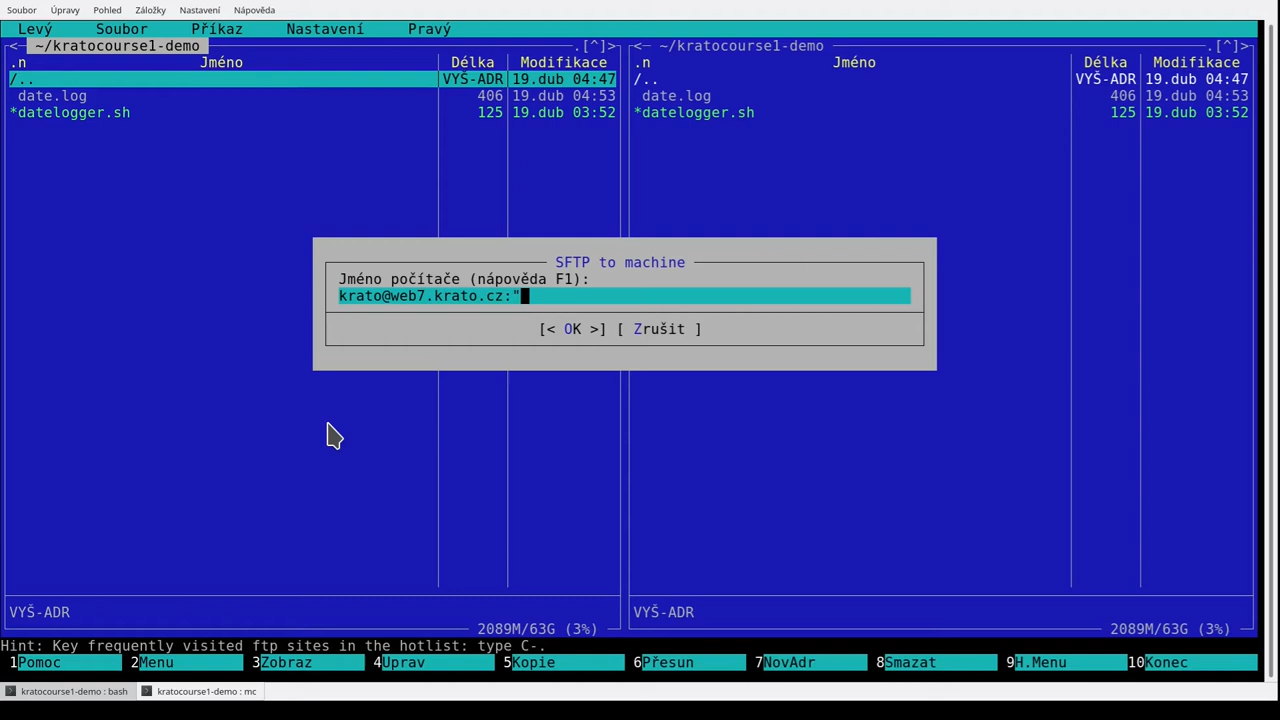 Soubor Úpravy Pohled Záložky Nastavení Nápověda
Levý Soubor Příkaz Nastavení Pravý
<─ ~/kratocourse1-demo .[^]> <─ ~/kratocourse1-demo .[^]>
.n Jméno Délka Modifikace .n Jméno Délka Modifikace
/.. VYŠ-ADR 19.dub 04:47 /.. VYŠ-ADR 19.dub 04:47
date.log 406 19.dub 04:53 date.log 406 19.dub 04:53
*datelogger.sh 125 19.dub 03:52 *datelogger.sh 125 19.dub 03:52
SFTP to machine
Jméno počítače (nápověda F1):
krato@web7.krato.cz:"
[< OK >] [ Zrušit ]
VYŠ-ADR VYŠ-ADR
2089M/63G (3%) 2089M/63G (3%)
Hint: Key frequently visited ftp sites in the hotlist: type C-.
1Pomoc 2Menu 3Zobraz 4Uprav 5Kopie 6Přesun 7NovAdr 8Smazat 9H.Menu 10Konec
kratocourse1-demo : bash kratocourse1-demo : mc